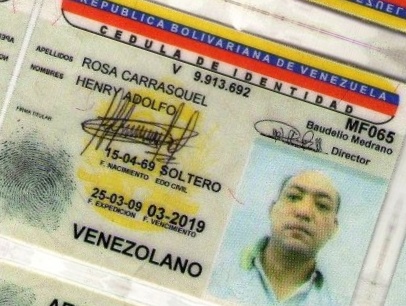 REPUBLICA BOLIVARIANA DE VENEZUELA
CEDULA DE IDENTIDAD
V 9.913.692
APELLIDOS ROSA CARRASQUEL
NOMBRES HENRY ADOLFO
MF065
Baudelio Medrano
Director
FIRMA TITULAR
15-04-69 SOLTERO
F. NACIMIENTO EDO CIVIL
25-03-09 03-2019
F. EXPEDICION F. VENCIMIENTO
VENEZOLANO